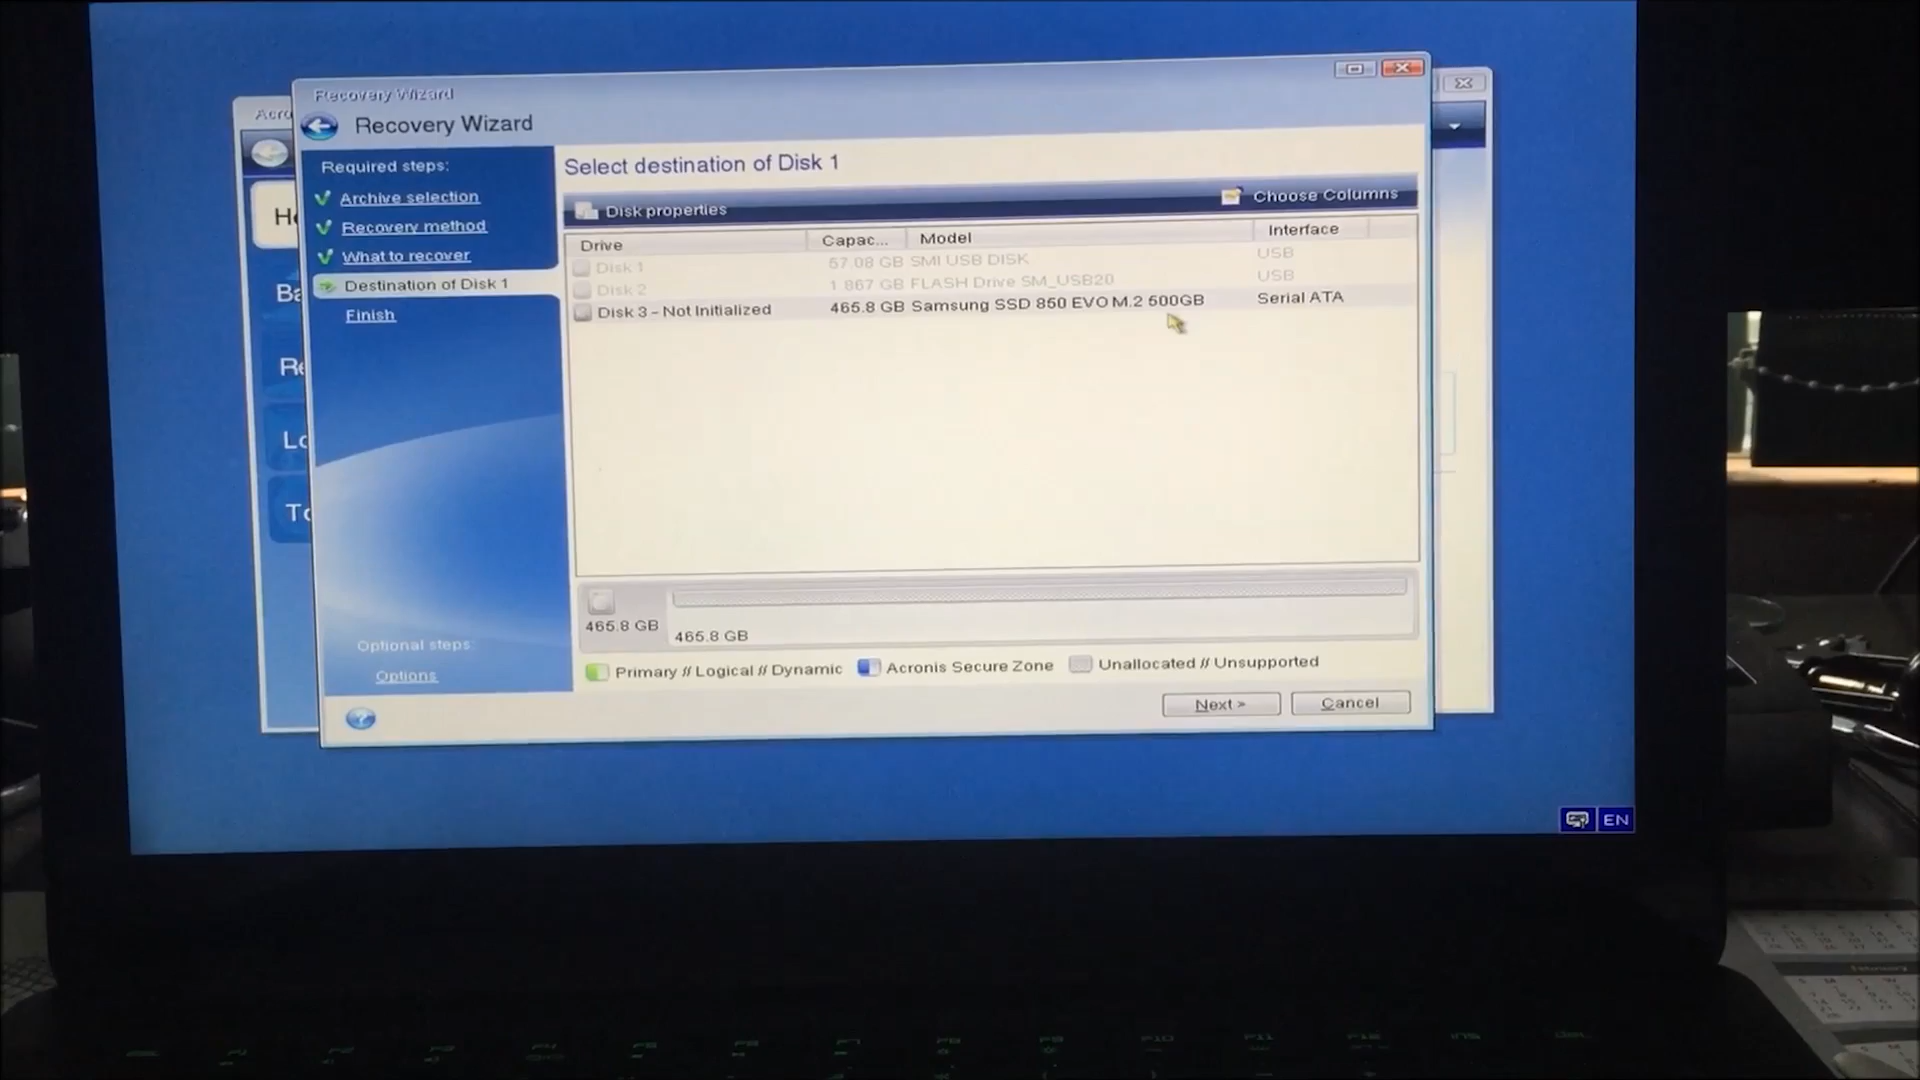 Recovery Wizard
Acro
Recovery Wizard
Required steps:
Archive selection
Recovery method
What to recover
Destination of Disk 1
Finish
Optional steps:
Options
Select destination of Disk 1
Disk properties
Choose Columns
Drive Capac... Model Interface
Disk 1 57.08 GB SMI USB DISK USB
Disk 2 1 867 GB FLASH Drive SM_USB20 USB
Disk 3 - Not Initialized 465.8 GB Samsung SSD 850 EVO M.2 500GB Serial ATA
465.8 GB
465.8 GB
Primary // Logical // Dynamic Acronis Secure Zone Unallocated // Unsupported
Next > Cancel
EN
February